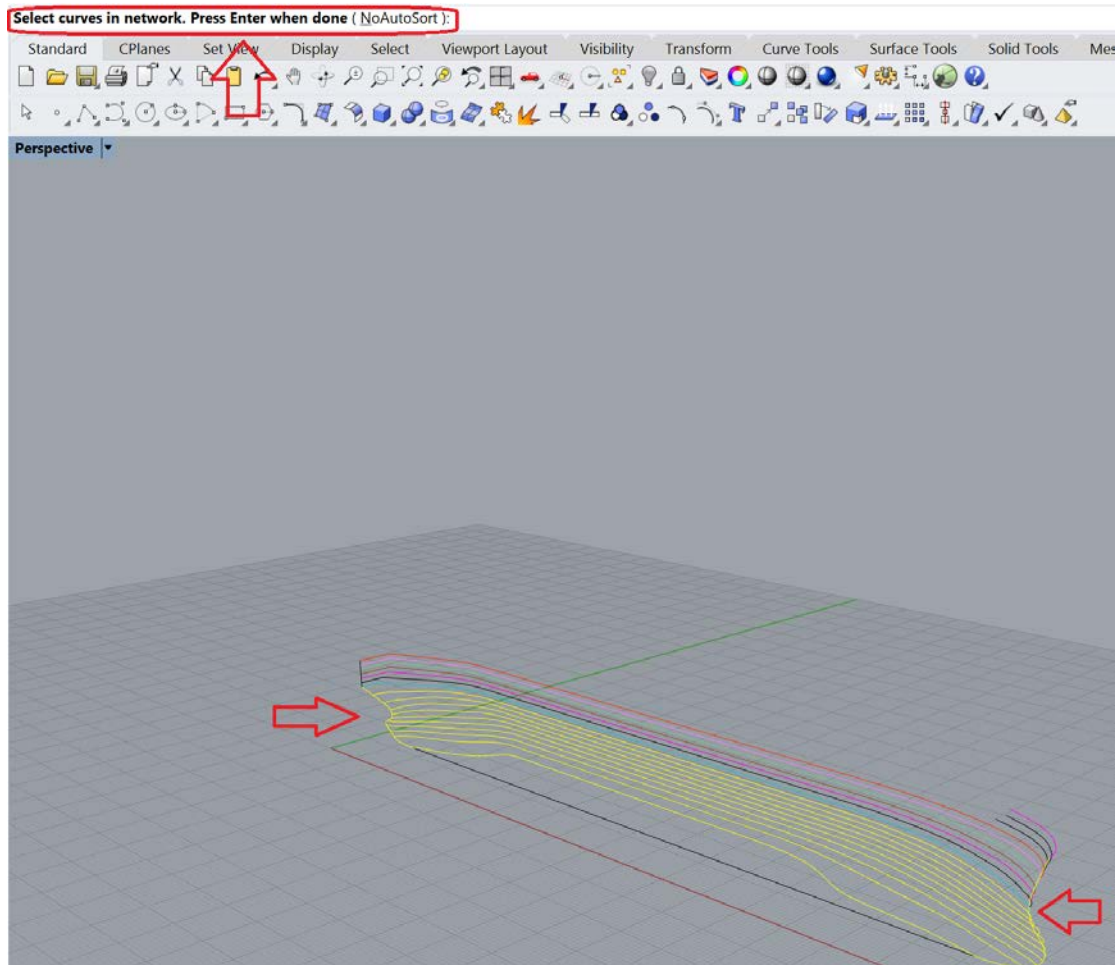 Select curves in network. Press Enter when done ( NoAutoSort ):
Standard CPlanes Set View Display Select Viewport Layout Visibility Transform Curve Tools Surface Tools Solid Tools Mes
Perspective